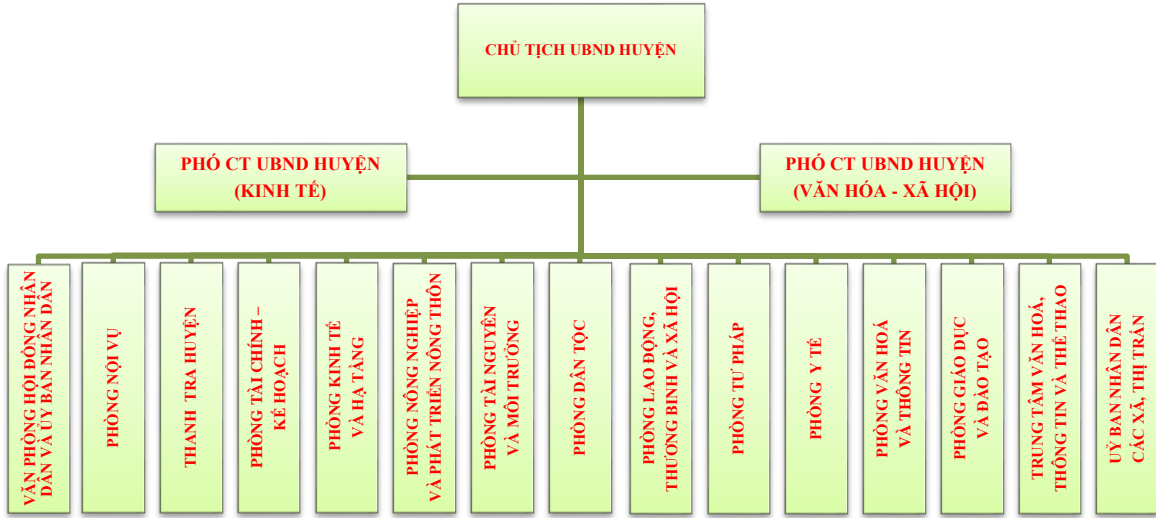 CHỦ TỊCH UBND HUYỆN
PHÓ CT UBND HUYỆN
(KINH TẾ)
PHÓ CT UBND HUYỆN
(VĂN HÓA - XÃ HỘI)
VĂN PHÒNG HỘI ĐỒNG NHÂN
DÂN VÀ ỦY BAN NHÂN DÂN
PHÒNG NỘI VỤ
THANH TRA HUYỆN
PHÒNG TÀI CHÍNH –
KẾ HOẠCH
PHÒNG KINH TẾ
VÀ HẠ TẦNG
PHÒNG NÔNG NGHIỆP
VÀ PHÁT TRIỂN NÔNG THÔN
PHÒNG TÀI NGUYÊN
VÀ MÔI TRƯỜNG
PHÒNG DÂN TỘC
PHÒNG LAO ĐỘNG,
THƯƠNG BINH VÀ XÃ HỘI
PHÒNG TƯ PHÁP
PHÒNG Y TẾ
PHÒNG VĂN HOÁ
VÀ THÔNG TIN
PHÒNG GIÁO DỤC
VÀ ĐÀO TẠO
TRUNG TÂM VĂN HOÁ,
THÔNG TIN VÀ THỂ THAO
UỶ BAN NHÂN DÂN
CÁC XÃ, THỊ TRẤN